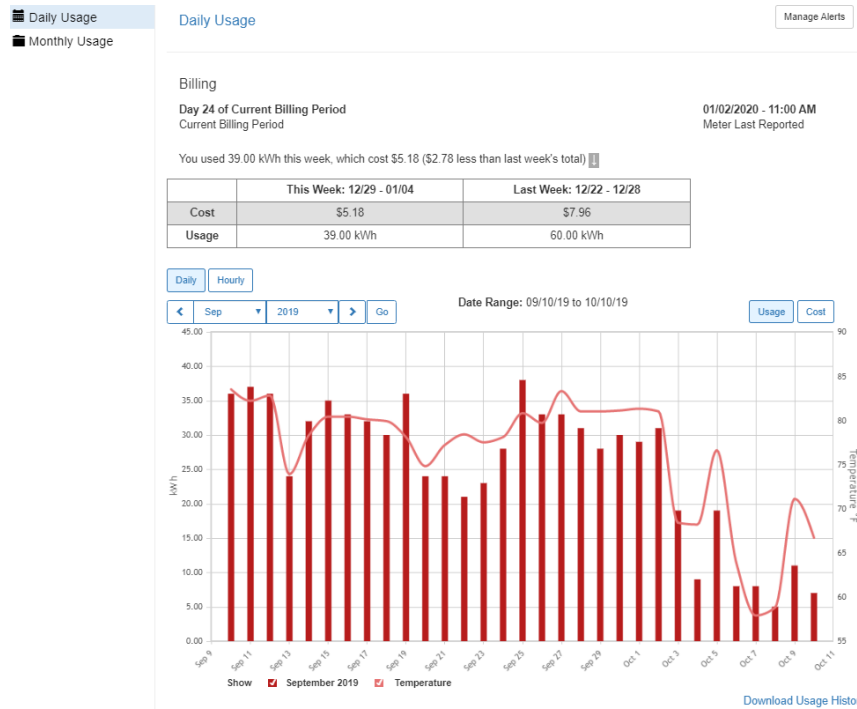 Daily Usage
Monthly Usage
Daily Usage
Manage Alerts
Billing
Day 24 of Current Billing Period
Current Billing Period
01/02/2020 - 11:00 AM
Meter Last Reported
You used 39.00 kWh this week, which cost $5.18 ($2.78 less than last week's total)
This Week: 12/29 - 01/04 Last Week: 12/22 - 12/28
Cost $5.18 $7.96
Usage 39.00 kWh 60.00 kWh
Daily Hourly
Sep 2019 Go
Date Range: 09/10/19 to 10/10/19
Usage Cost
45.00
40.00
35.00
30.00
25.00
20.00
15.00
10.00
5.00
0.00
kWh
90
85
80
75
70
65
60
55
Temperature °F
Sep 9 Sep 11 Sep 13 Sep 15 Sep 17 Sep 19 Sep 21 Sep 23 Sep 25 Sep 27 Sep 29 Oct 1 Oct 3 Oct 5 Oct 7 Oct 9 Oct 11
Show September 2019 Temperature
Download Usage Histo